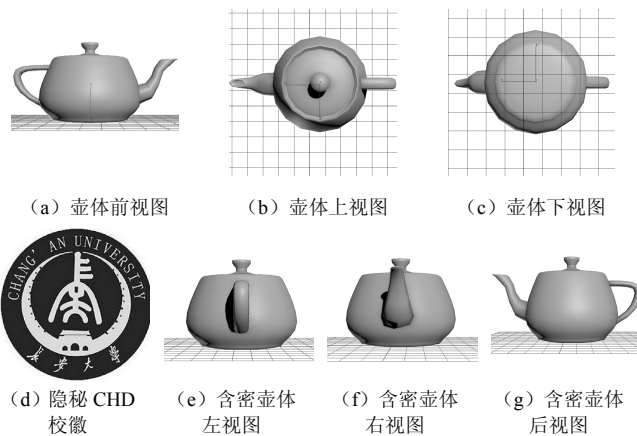 (a) 壶体前视图
(b) 壶体上视图
(c) 壶体下视图
CHANG' AN UNIVERSITY
长安大学
(d) 隐秘 CHD
校徽
(e) 含密壶体
左视图
(f) 含密壶体
右视图
(g) 含密壶体
后视图